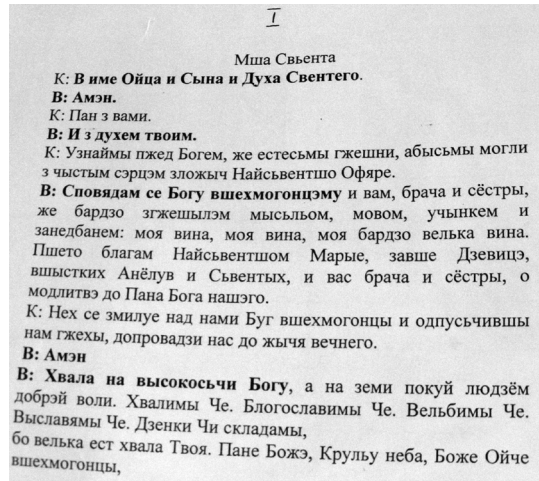 I
Мша Свьента
К: В име Ойца и Сына и Духа Свентего.
В: Амэн.
К: Пан з вами.
В: И з духем твоим.
К: Узнаймы пжед Богем, же естесьмы гжешни, абысьмы могли
з чыстым сэрцэм зложыч Найсьвентшо Офяре.
В: Сповядам се Богу вшехмогонцэму и вам, брача и сёстры,
же бардзо згжешылэм мысьльом, мовом, учынкем и
занедбанем: моя вина, моя вина, моя бардзо велька вина.
Пшето благам Найсьвентшом Марые, завше Дзевицэ,
вшыстких Анёлув и Сьвентых, и вас брача и сёстры, о
модлитвэ до Пана Бога нашэго.
К: Нех се змилуе над нами Буг вшехмогонцы и одпусьчившы
нам гжехы, допровадзи нас до жычя вечнего.
В: Амэн
В: Хвала на высокосьчи Богу, а на земи покуй людзём
добрэй воли. Хвалимы Че. Блогославимы Че. Вельбимы Че.
Выславямы Че. Дзенки Чи складамы,
бо велька ест хвала Твоя. Пане Божэ, Крульу неба, Боже Ойче
вшехмогонцы,